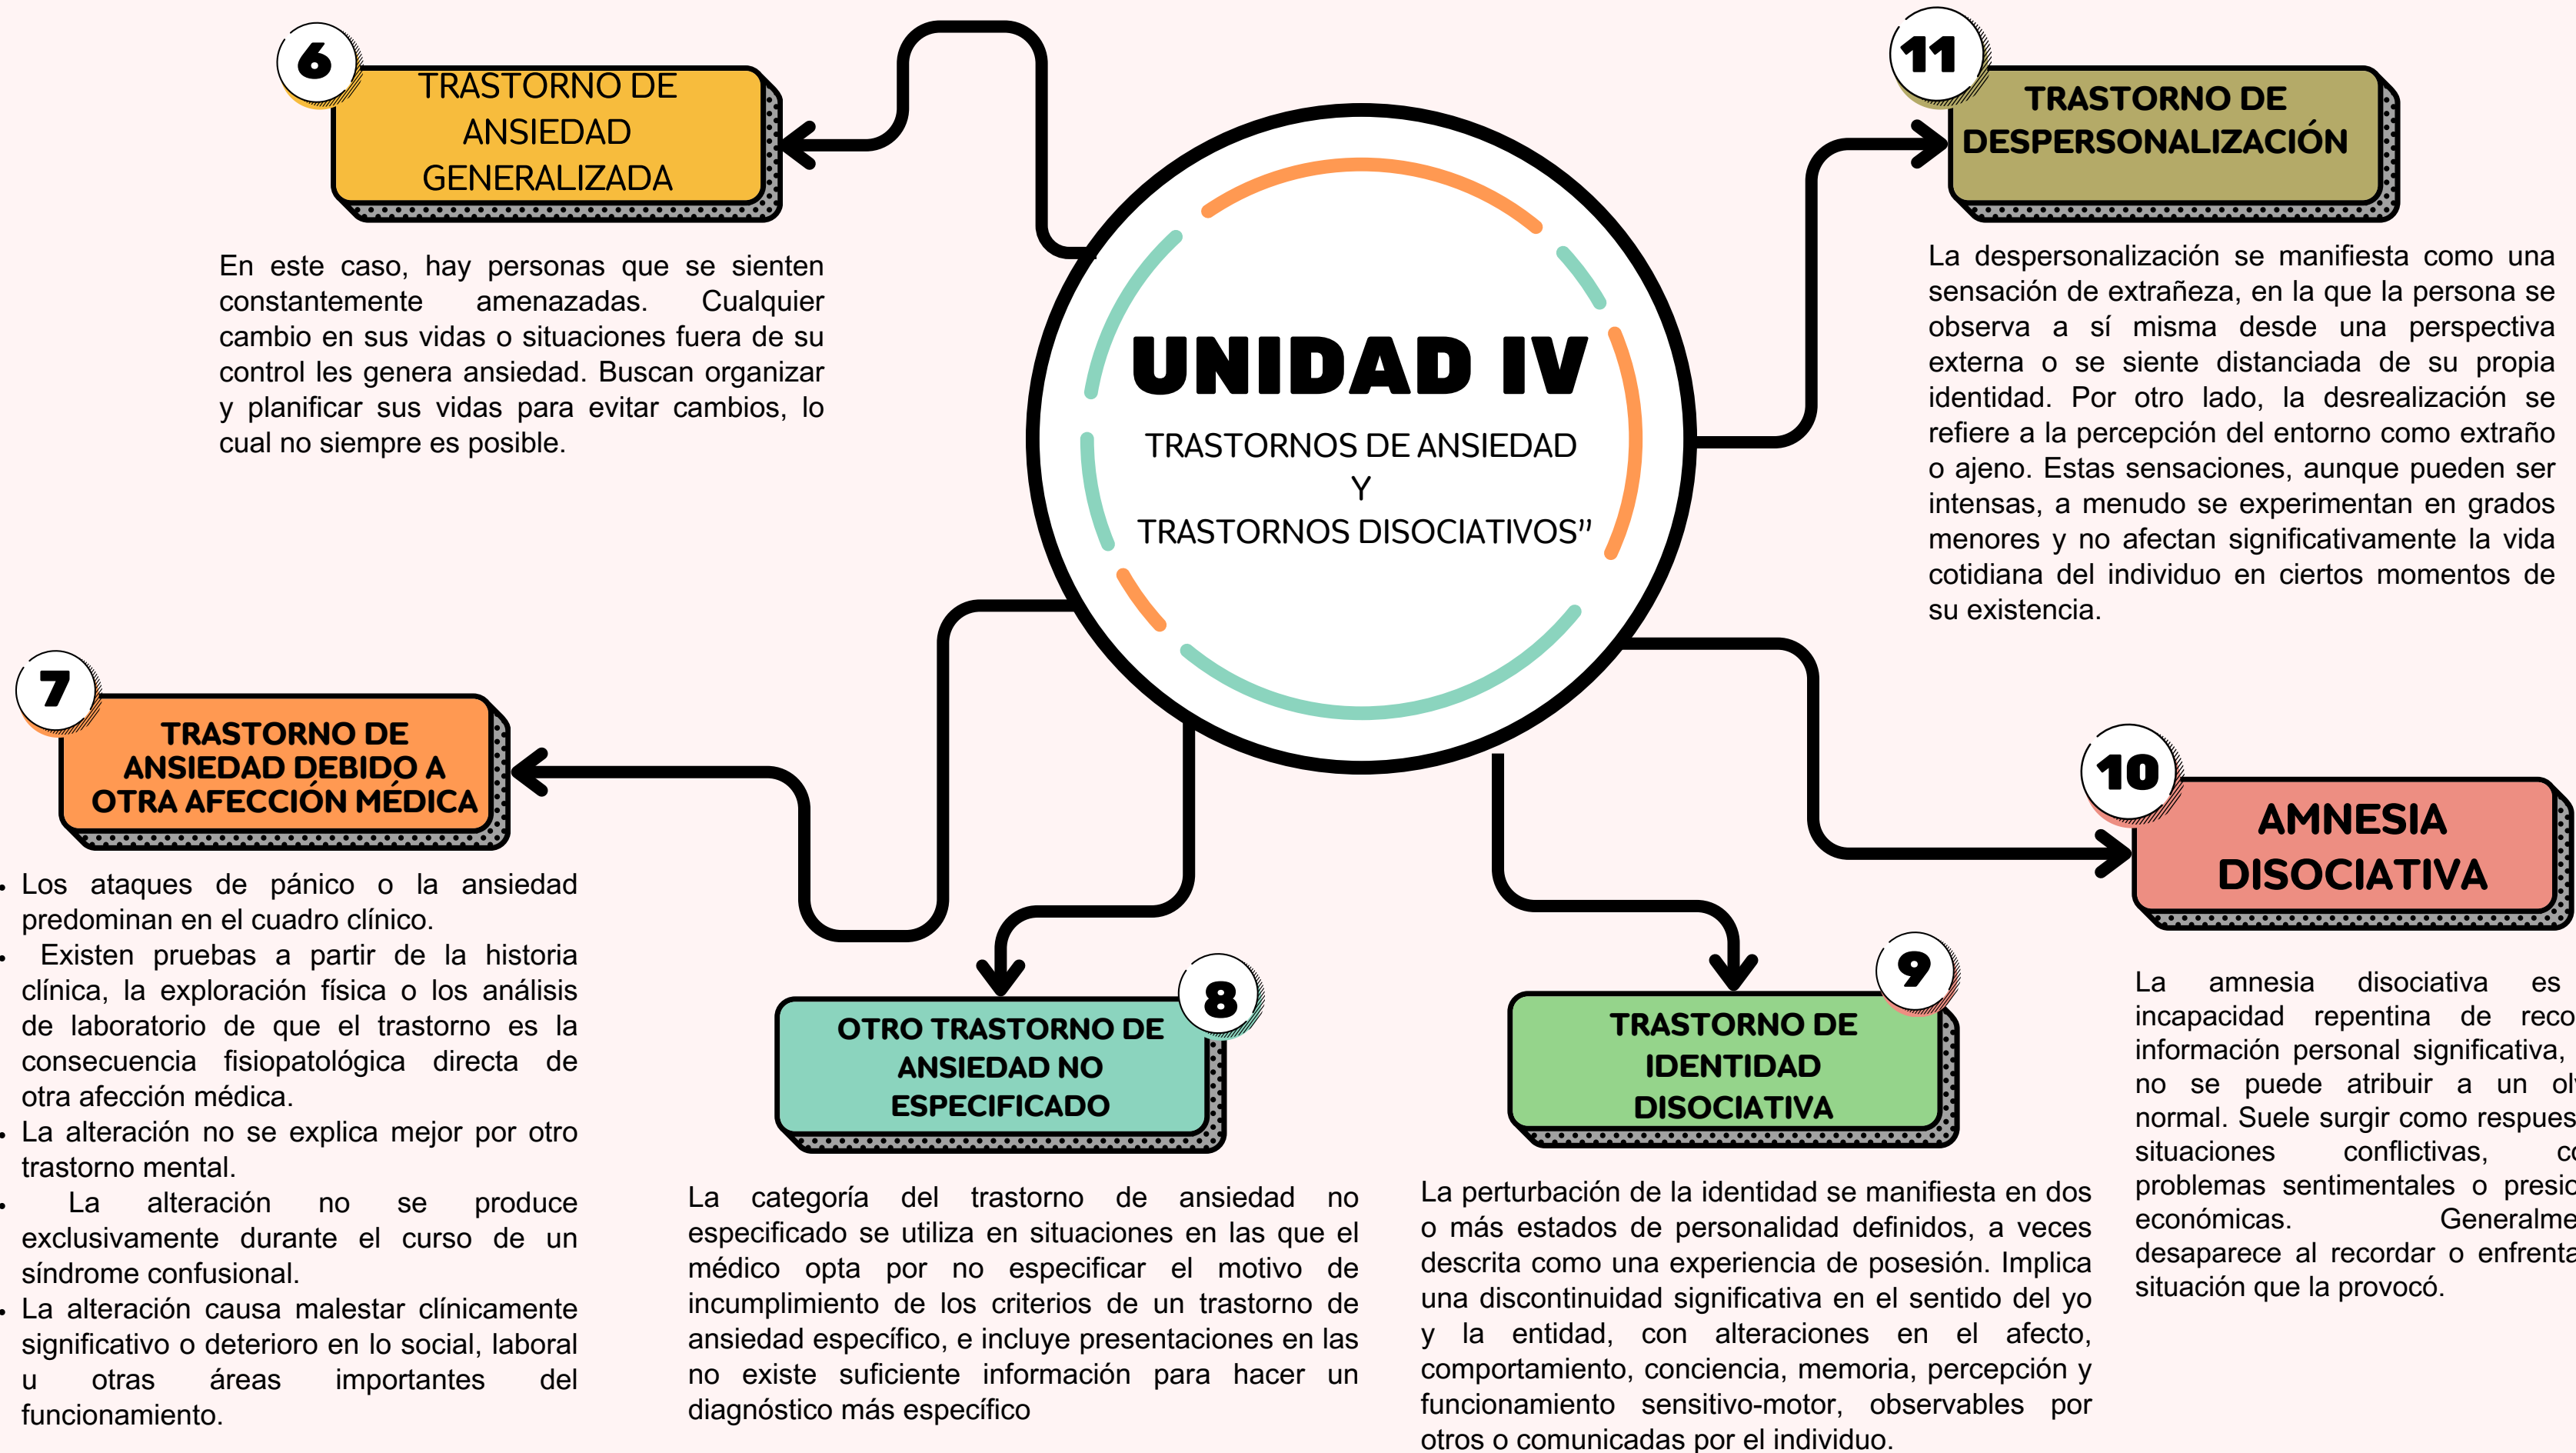 6
TRASTORNO DE
ANSIEDAD
GENERALIZADA
En este caso, hay personas que se sienten
constantemente amenazadas. Cualquier
cambio en sus vidas o situaciones fuera de su
control les genera ansiedad. Buscan organizar
y planificar sus vidas para evitar cambios, lo
cual no siempre es posible.
UNIDAD IV
TRASTORNOS DE ANSIEDAD
Y
TRASTORNOS DISOCIATIVOS”
11
TRASTORNO DE
DESPERSONALIZACIÓN
La despersonalización se manifiesta como una
sensación de extrañeza, en la que la persona se
observa a sí misma desde una perspectiva
externa o se siente distanciada de su propia
identidad. Por otro lado, la desrealización se
refiere a la percepción del entorno como extraño
o ajeno. Estas sensaciones, aunque pueden ser
intensas, a menudo se experimentan en grados
menores y no afectan significativamente la vida
cotidiana del individuo en ciertos momentos de
su existencia.
7
TRASTORNO DE
ANSIEDAD DEBIDO A
OTRA AFECCIÓN MÉDICA
• Los ataques de pánico o la ansiedad
predominan en el cuadro clínico.
• Existen pruebas a partir de la historia
clínica, la exploración física o los análisis
de laboratorio de que el trastorno es la
consecuencia fisiopatológica directa de
otra afección médica.
• La alteración no se explica mejor por otro
trastorno mental.
• La alteración no se produce
exclusivamente durante el curso de un
síndrome confusional.
• La alteración causa malestar clínicamente
significativo o deterioro en lo social, laboral
u otras áreas importantes del
funcionamiento.
8
OTRO TRASTORNO DE
ANSIEDAD NO
ESPECIFICADO
La categoría del trastorno de ansiedad no
especificado se utiliza en situaciones en las que el
médico opta por no especificar el motivo de
incumplimiento de los criterios de un trastorno de
ansiedad específico, e incluye presentaciones en las
no existe suficiente información para hacer un
diagnóstico más específico
9
TRASTORNO DE
IDENTIDAD
DISOCIATIVA
La perturbación de la identidad se manifiesta en dos
o más estados de personalidad definidos, a veces
descrita como una experiencia de posesión. Implica
una discontinuidad significativa en el sentido del yo
y la entidad, con alteraciones en el afecto,
comportamiento, conciencia, memoria, percepción y
funcionamiento sensitivo-motor, observables por
otros o comunicadas por el individuo.
10
AMNESIA
DISOCIATIVA
La amnesia disociativa es
incapacidad repentina de
información personal significativa,
no se puede atribuir a un
normal. Suele surgir como
situaciones conflictivas,
problemas sentimentales o
económicas.
desaparece al recordar o
situación que la provocó.